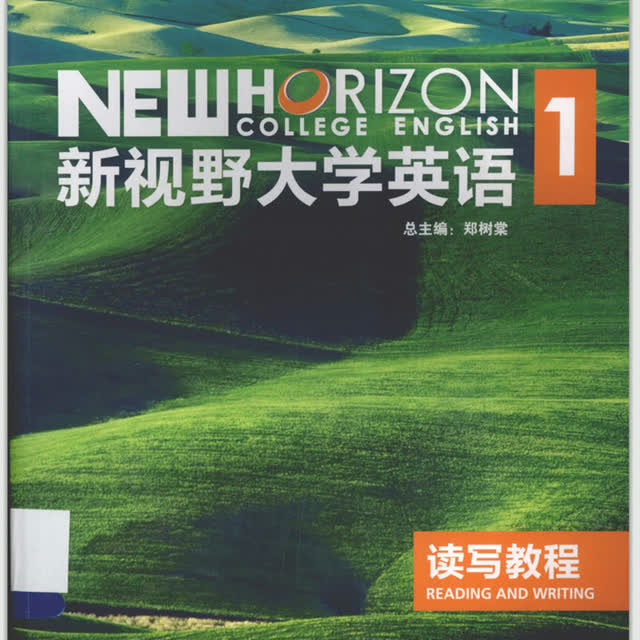 NEW HORIZON
COLLEGE ENGLISH
新视野大学英语
1
总主编：郑树棠
读写教程
READING AND WRITING